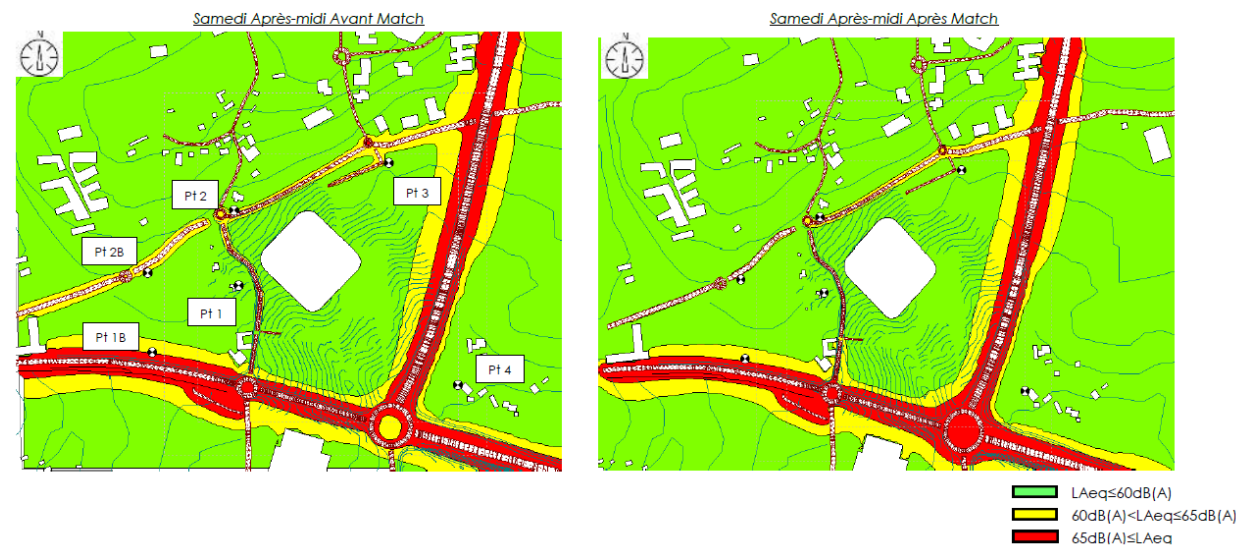 Samedi Après-midi Avant Match
Samedi Après-midi Après Match
N
N
Pt 2
Pt 3
Pt 2B
Pt 1
Pt 1B
Pt 4
LAeq≤60dB(A)
60dB(A)<LAeq≤65dB(A)
65dB(A)≤LAeq